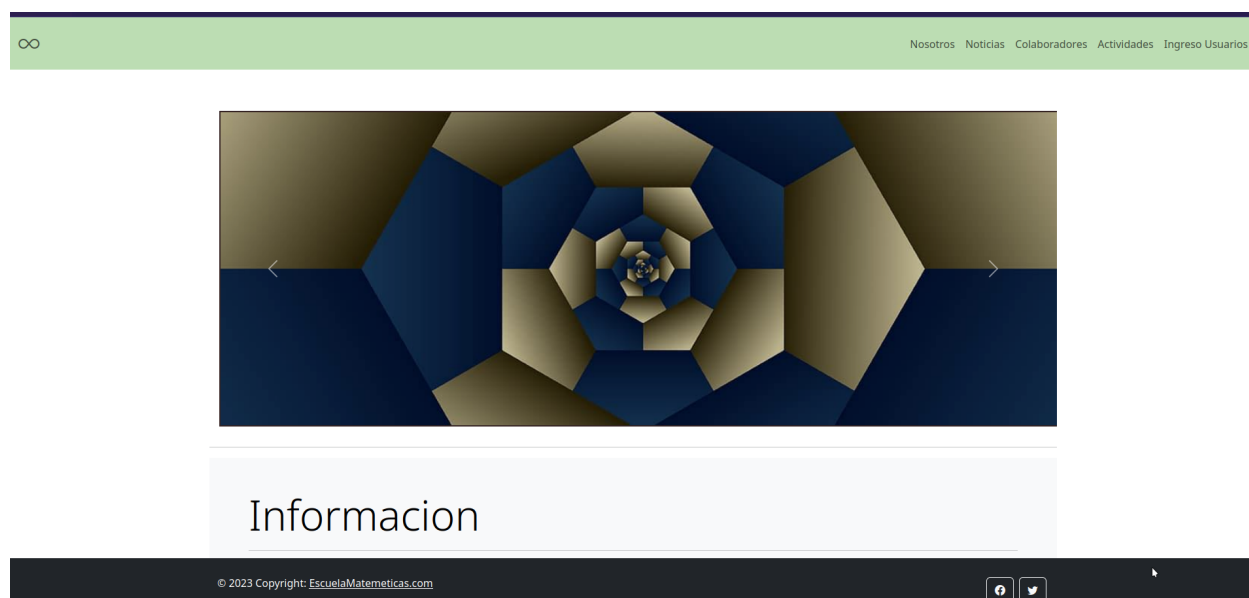 Nosotros Noticias Colaboradores Actividades Ingreso Usuarios
Informacion
© 2023 Copyright: EscuelaMatemeticas.com